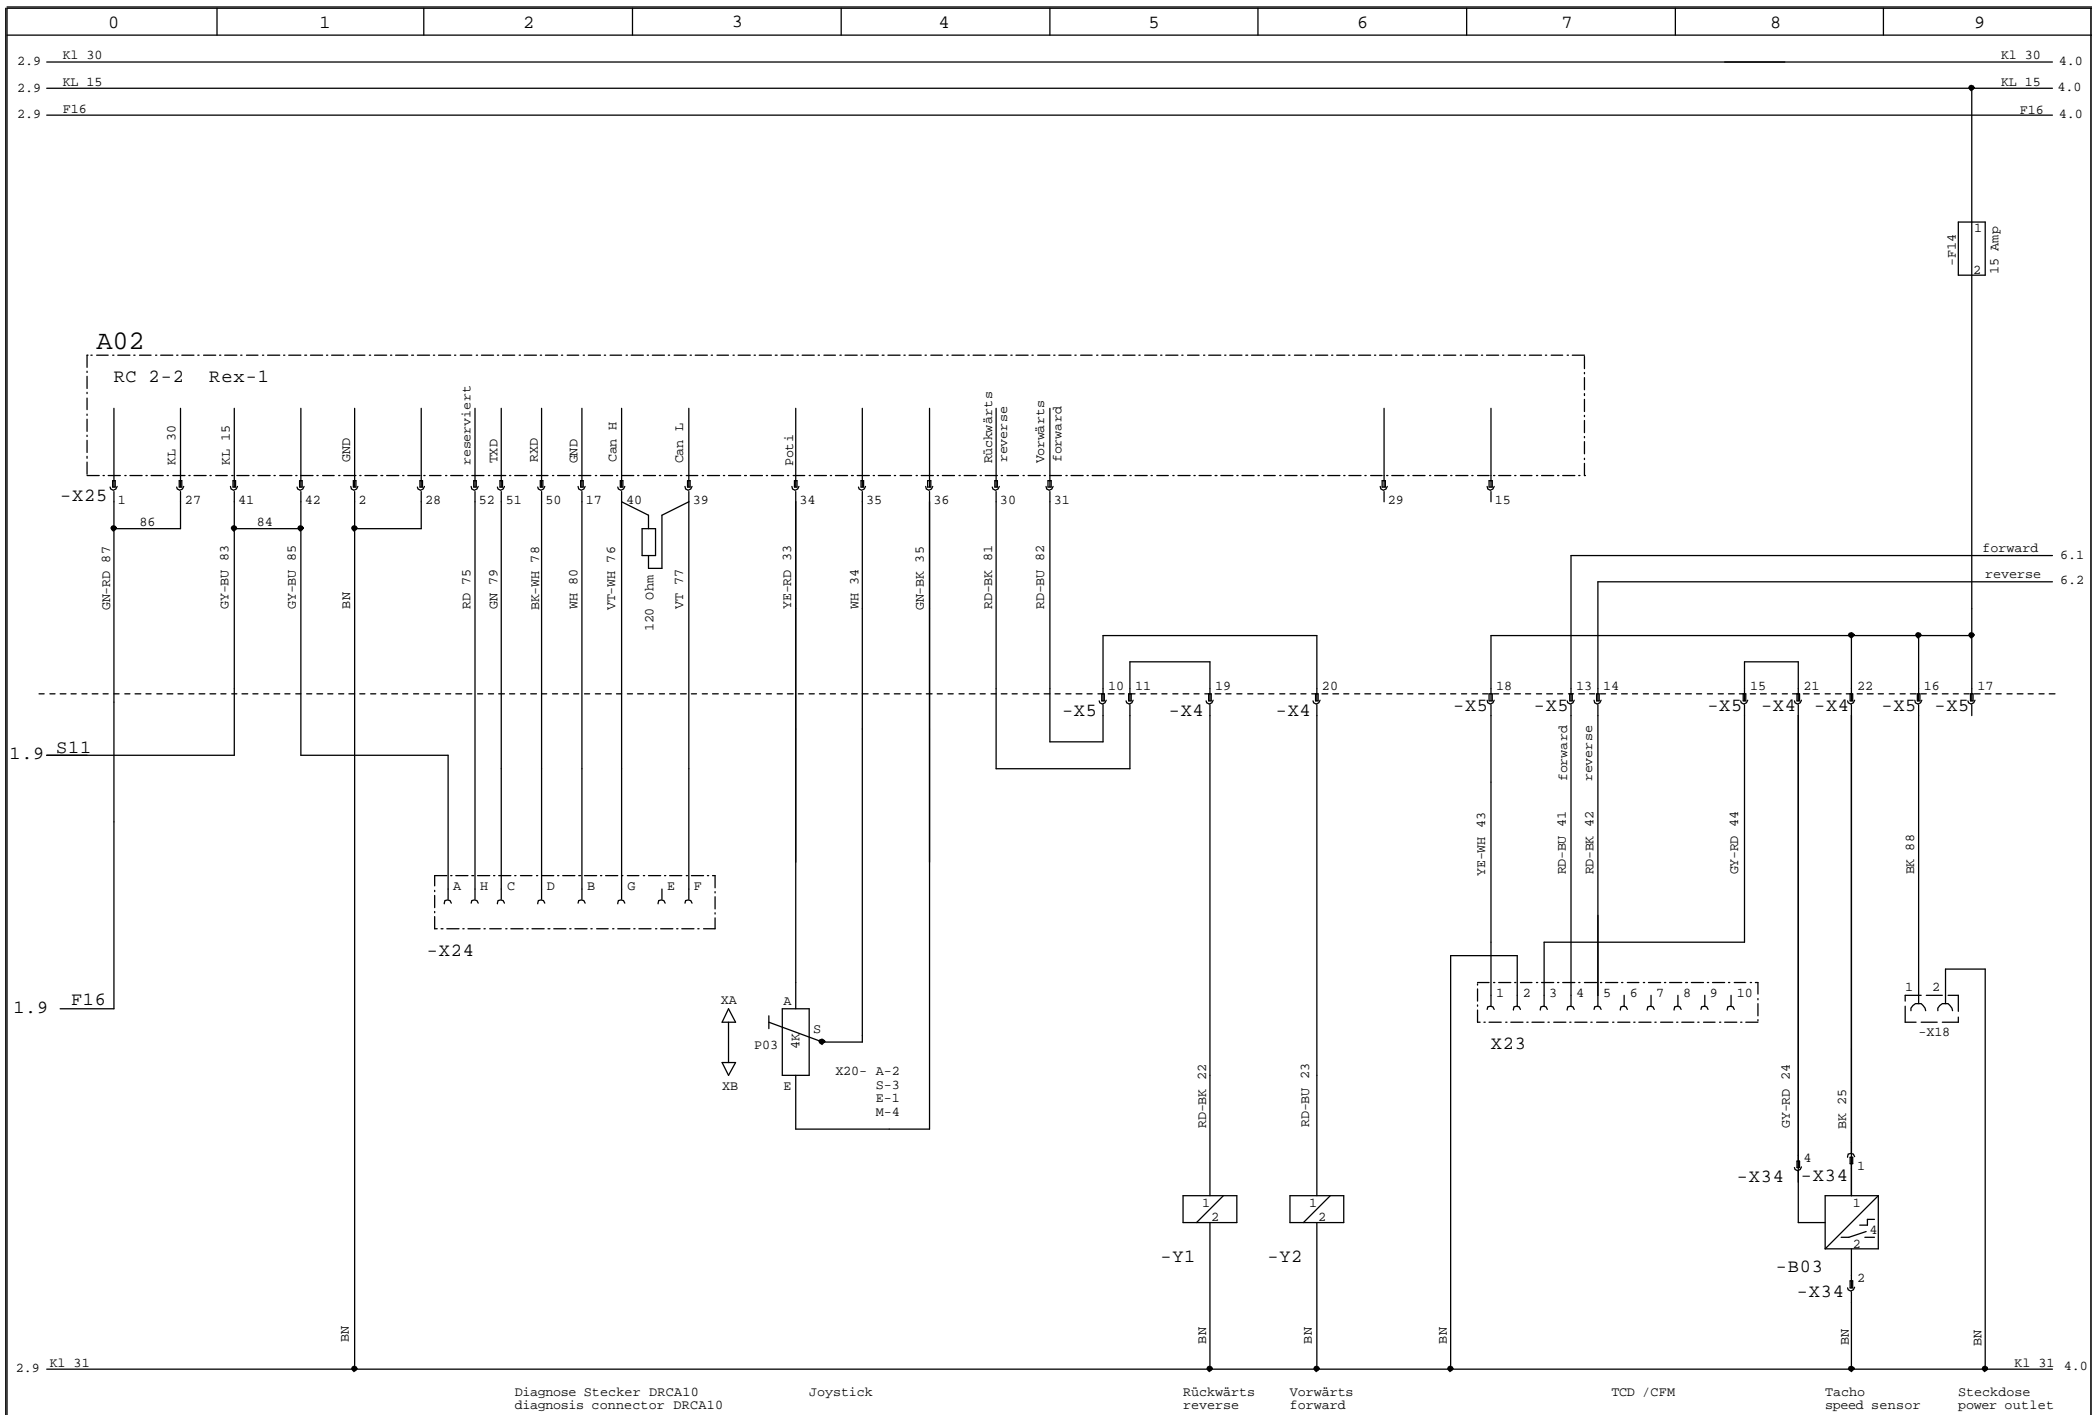 0 1 2 3 4 5 6 7 8 9
2.9 Kl 30 Kl 30 4.0
2.9 KL 15 KL 15 4.0
2.9 F16 F16 4.0
-F14
1
2
15 Amp
A02
RC 2-2 Rex-1
KL 30
KL 15
GND
reserviert
TXD
RXD
GND
Can H
Can L
Poti
Rückwärts
reverse
Vorwärts
forward
-X25 1 27 41 42 2 28 52 51 50 17 40 39 34 35 36 30 31 29 15
86 84
GN-RD 87
GY-BU 83
GY-BU 85
BN
RD 75
GN 79
BK-WH 78
WH 80
VT-WH 76
120 Ohm
VT 77
YE-RD 33
WH 34
GN-BK 35
RD-BK 81
RD-BU 82
forward 6.1
reverse 6.2
10 11 19 20 18 13 14 15 21 22 16 17
-X5 -X4 -X4 -X5 -X5 -X5 -X4 -X4 -X5 -X5
1.9 S11
forward
reverse
YE-WH 43
RD-BU 41
RD-BK 42
GY-RD 44
BK 88
A H C D B G E F
-X24
1.9 F16
1 2 3 4 5 6 7 8 9 10
X23
1 2
-X18
XA
XB
A
S
P03
4K
E
X20- A-2
S-3
E-1
M-4
RD-BK 22
RD-BU 23
GY-RD 24
BK 25
4
-X34
-X34
1
1
2
-Y1
1
2
-Y2
1
4
2
-B03
2
-X34
BN
BN
BN
BN
BN
BN
2.9 Kl 31 Kl 31 4.0
Diagnose Stecker DRCA10
diagnosis connector DRCA10
Joystick
Rückwärts
reverse
Vorwärts
forward
TCD /CFM
Tacho
speed sensor
Steckdose
power outlet